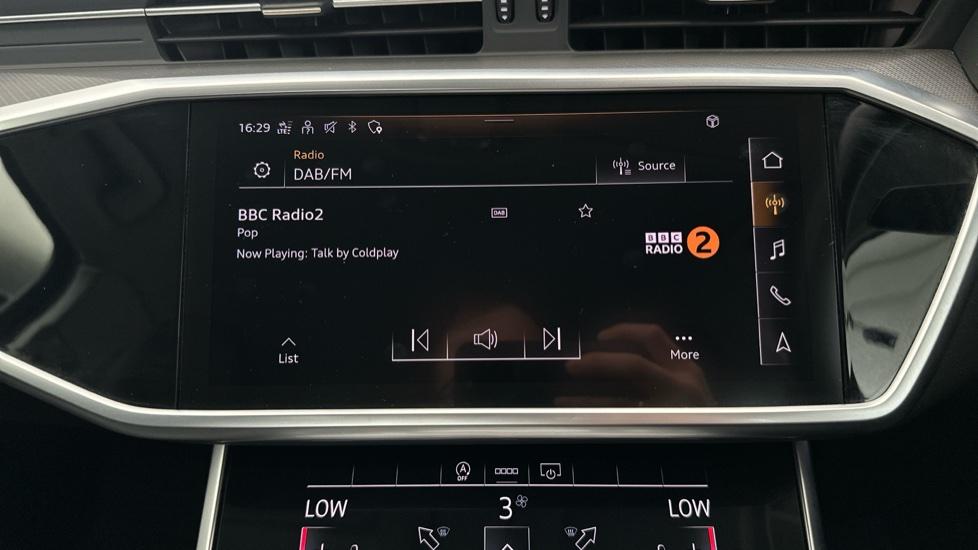 16:29
Radio
DAB/FM
Source
BBC Radio2
DAB
Pop
Now Playing: Talk by Coldplay
BBC
RADIO 2
List
More
A
OFF
LOW 3 LOW